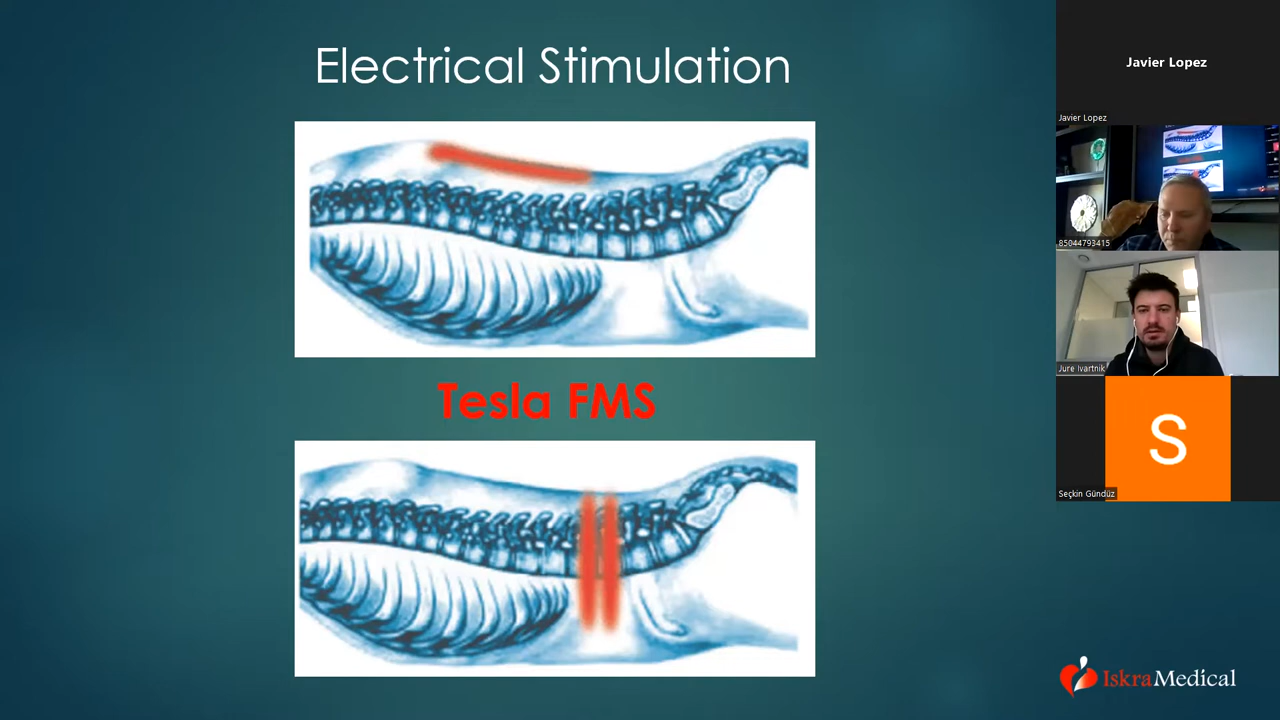 Electrical Stimulation
Tesla FMS
IskraMedical
Javier Lopez
Javier Lopez
85044793415
Jure Ivartnik
S
Seçkin Gündüz